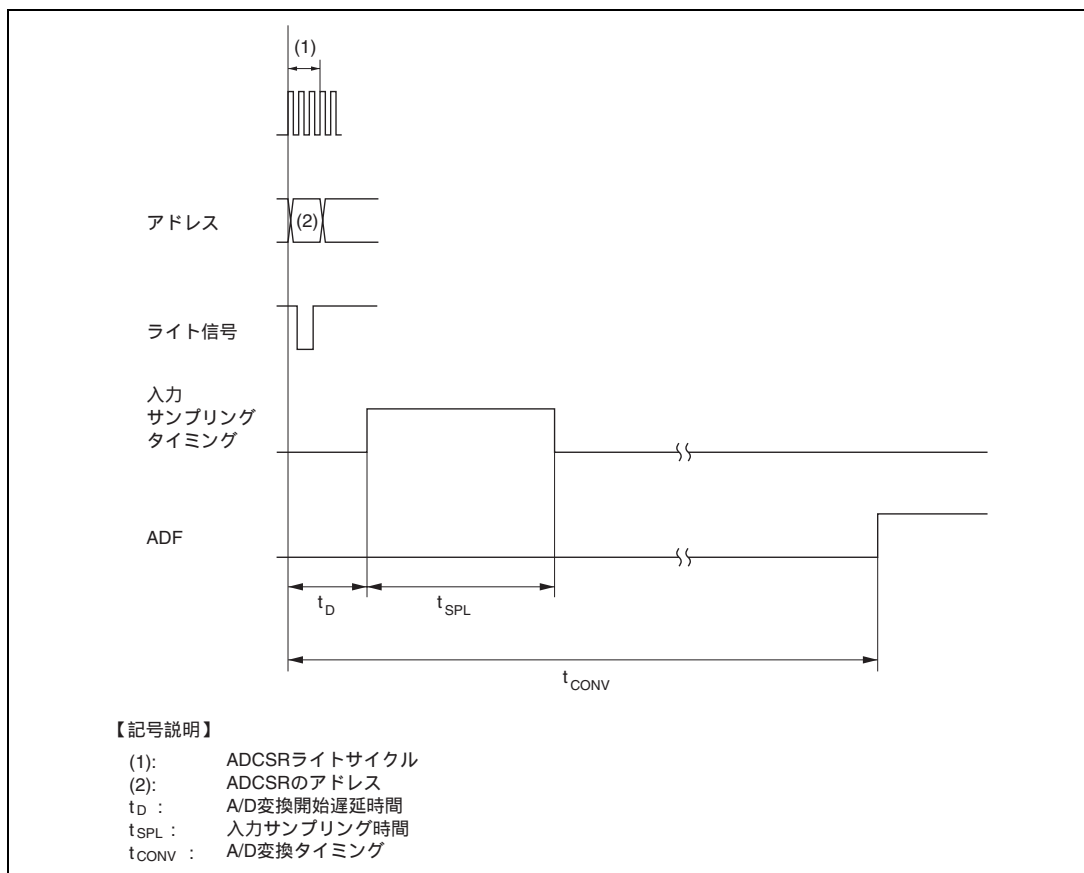 (1)
アドレス
(2)
ライト信号
入力
サンプリング
タイミング
ADF
tD
tSPL
tCONV
【記号説明】
(1): ADCSRライトサイクル
(2): ADCSRのアドレス
tD : A/D変換開始遅延時間
tSPL : 入力サンプリング時間
tCONV : A/D変換タイミング